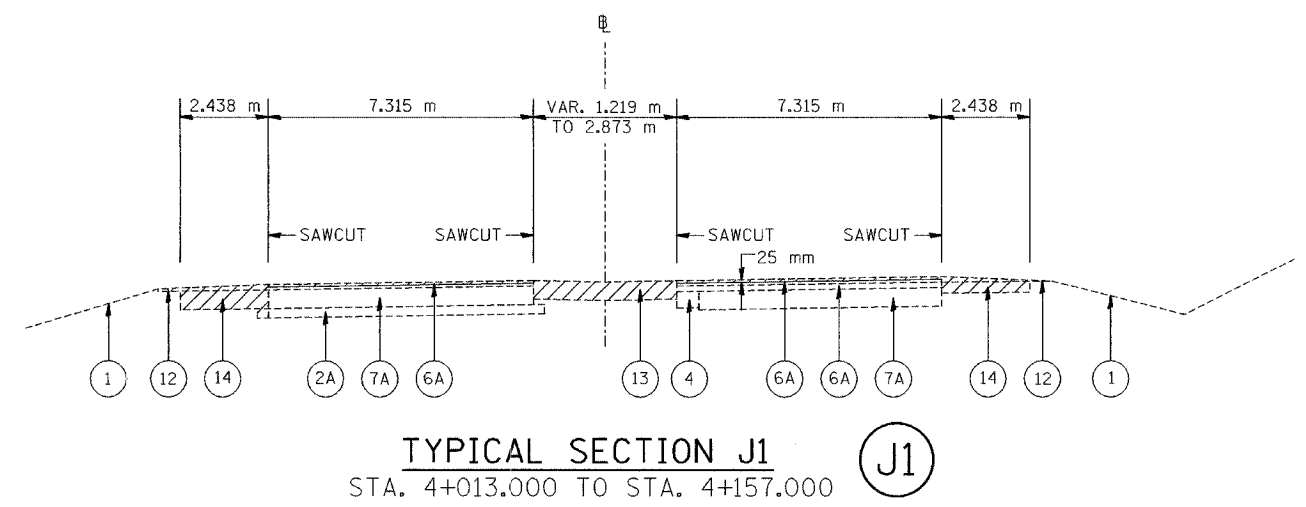 ℄
2.438 m 7.315 m VAR. 1.219 m 7.315 m 2.438 m
TO 2.873 m
SAWCUT SAWCUT SAWCUT SAWCUT
25 mm
1 12 14 2A 7A 6A 13 4 6A 6A 7A 14 12 1
TYPICAL SECTION J1 J1
STA. 4+013.000 TO STA. 4+157.000